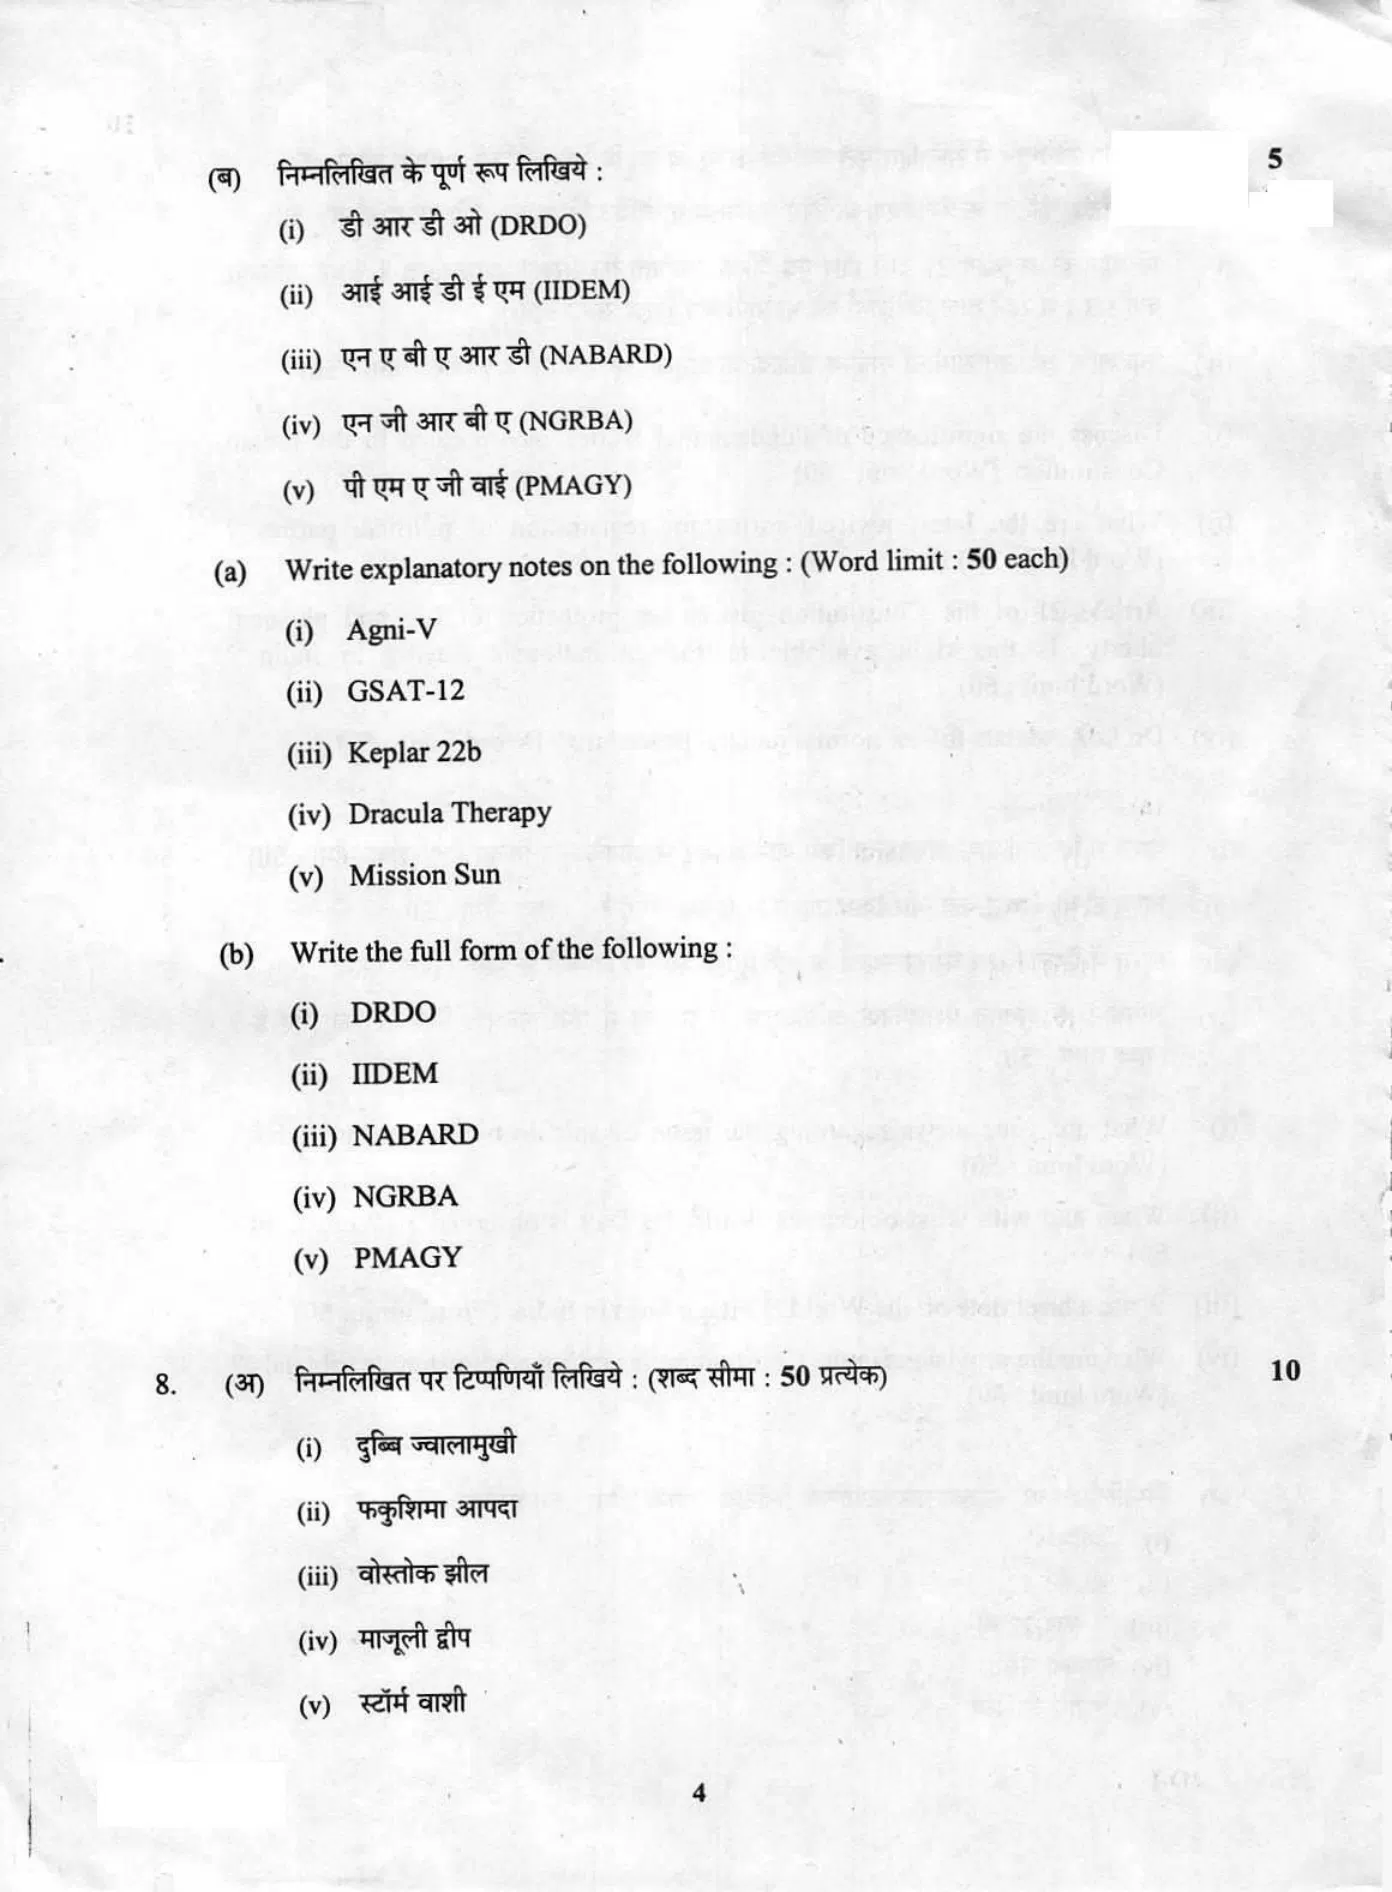 (ब) निम्नलिखित के पूर्ण रूप लिखिये : 5
(i) डी आर डी ओ (DRDO)
(ii) आई आई डी ई एम (IIDEM)
(iii) एन ए बी ए आर डी (NABARD)
(iv) एन जी आर बी ए (NGRBA)
(v) पी एम ए जी वाई (PMAGY)
(a) Write explanatory notes on the following : (Word limit : 50 each)
(i) Agni-V
(ii) GSAT-12
(iii) Keplar 22b
(iv) Dracula Therapy
(v) Mission Sun
(b) Write the full form of the following :
(i) DRDO
(ii) IIDEM
(iii) NABARD
(iv) NGRBA
(v) PMAGY
8. (अ) निम्नलिखित पर टिप्पणियाँ लिखिये : (शब्द सीमा : 50 प्रत्येक) 10
(i) दुब्बि ज्वालामुखी
(ii) फकुशिमा आपदा
(iii) वोस्तोक झील
(iv) माजूली द्वीप
(v) स्टॉर्म वाशी
4